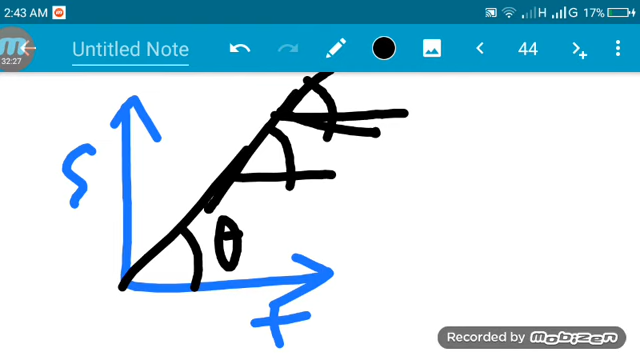 2:43 AM H G 17%
M 32:27 Untitled Note 44
S
θ
t
Recorded by mobizen